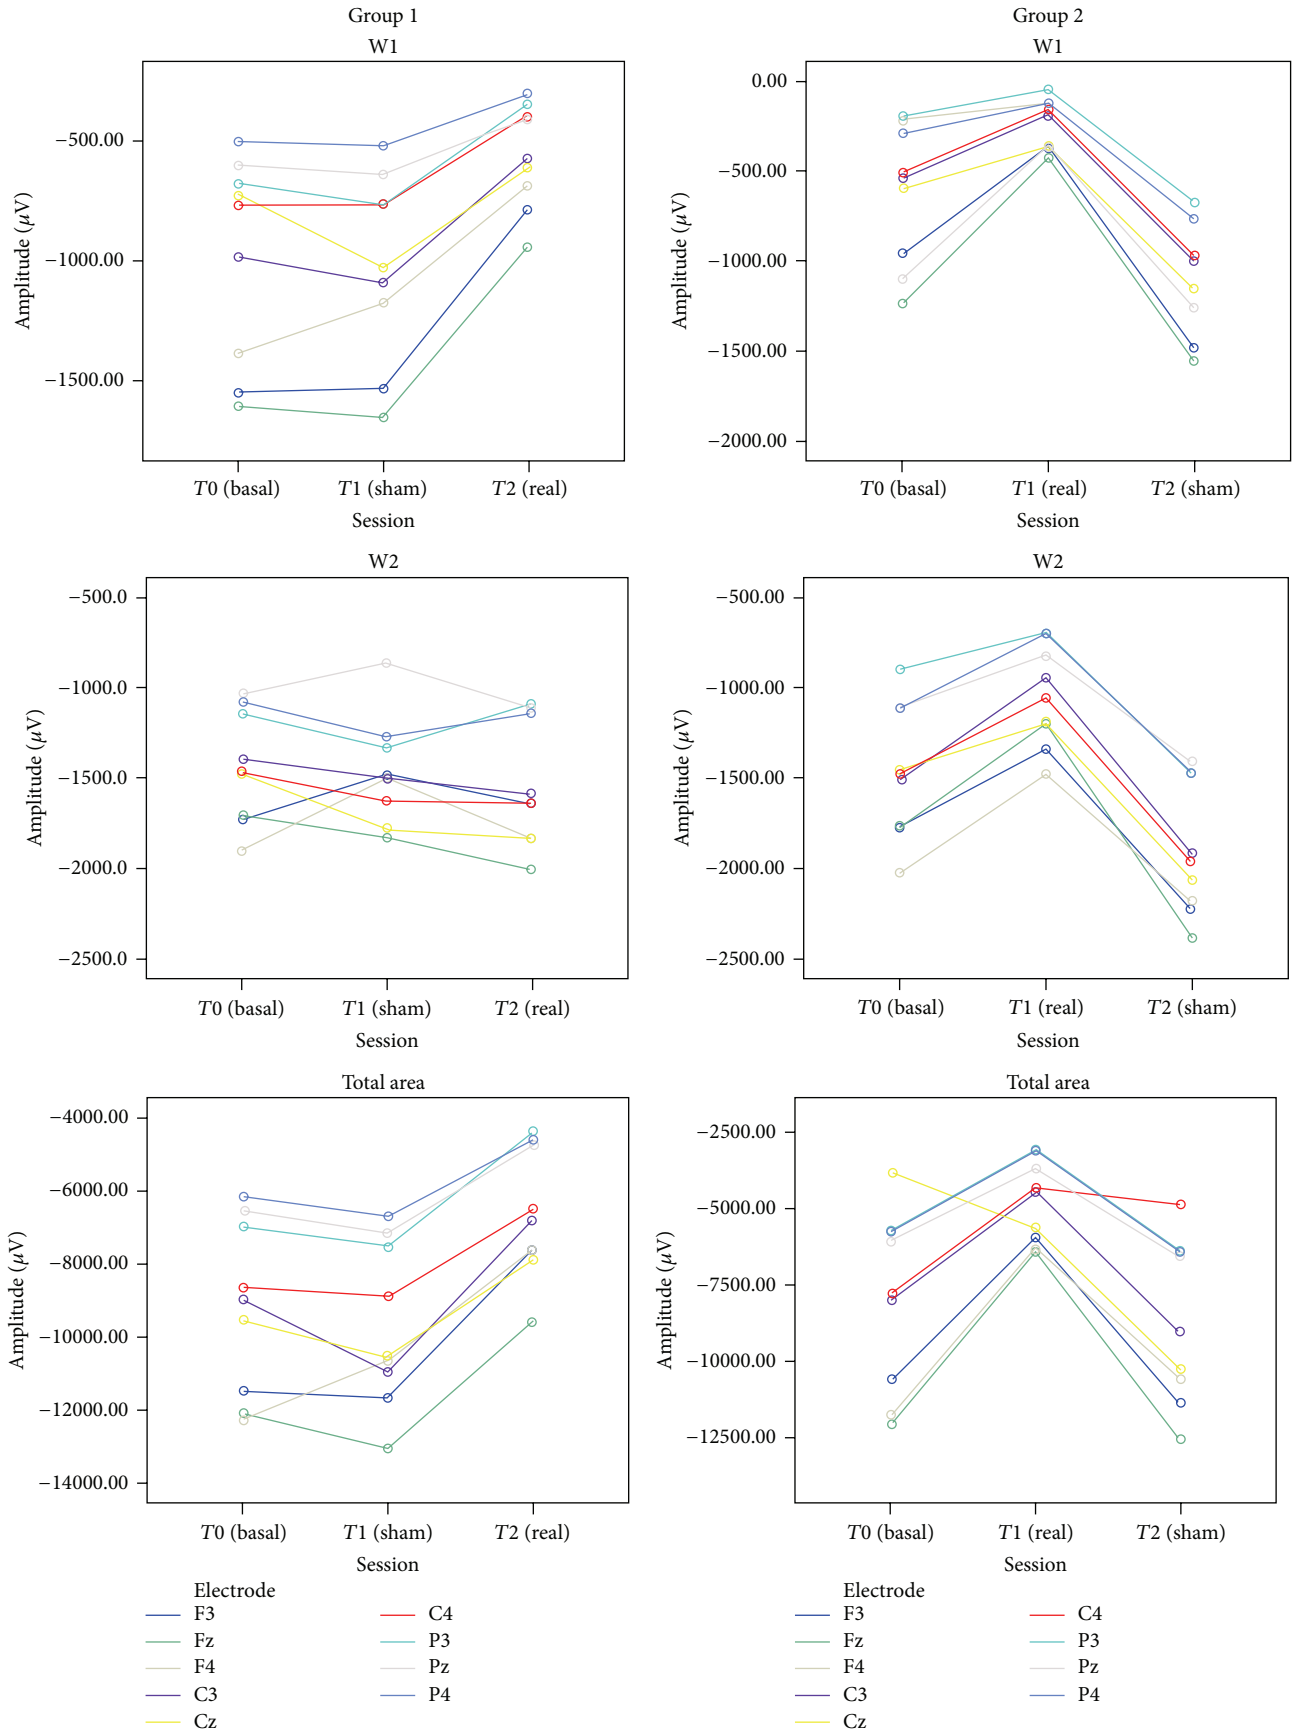 Group 1
W1
Amplitude (μV)
−500.00
−1000.00
−1500.00
T0 (basal) T1 (sham) T2 (real)
Session
Group 2
W1
Amplitude (μV)
0.00
−500.00
−1000.00
−1500.00
−2000.00
T0 (basal) T1 (real) T2 (sham)
Session
W2
Amplitude (μV)
−500.0
−1000.0
−1500.0
−2000.0
−2500.0
T0 (basal) T1 (sham) T2 (real)
Session
W2
Amplitude (μV)
−500.00
−1000.00
−1500.00
−2000.00
−2500.00
T0 (basal) T1 (real) T2 (sham)
Session
Total area
Amplitude (μV)
−4000.00
−6000.00
−8000.00
−10000.00
−12000.00
−14000.00
T0 (basal) T1 (sham) T2 (real)
Session
Total area
Amplitude (μV)
−2500.00
−5000.00
−7500.00
−10000.00
−12500.00
T0 (basal) T1 (real) T2 (sham)
Session
Electrode
F3
Fz
F4
C3
Cz
C4
P3
Pz
P4
Electrode
F3
Fz
F4
C3
Cz
C4
P3
Pz
P4